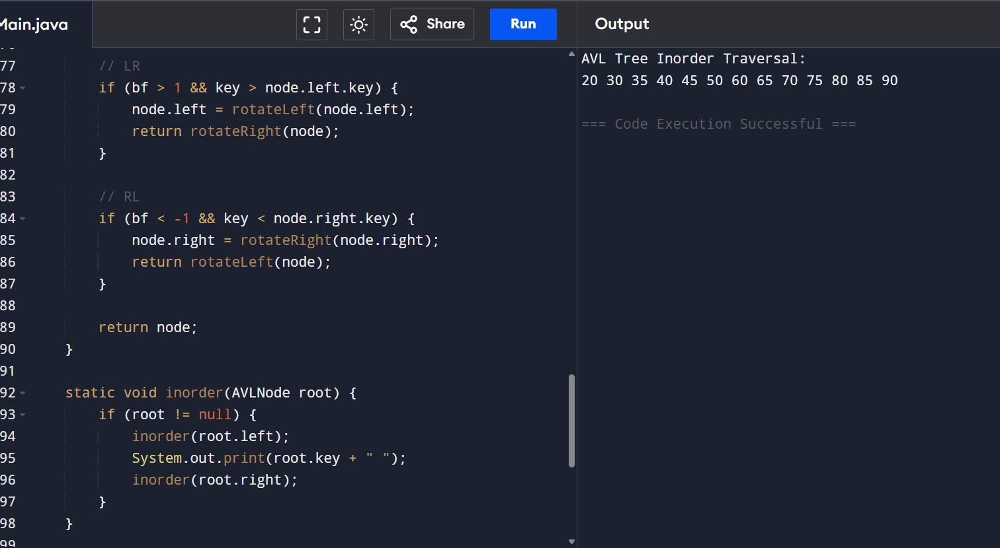 Main.java
Share
Run
Output
77 // LR
78 if (bf > 1 && key > node.left.key) {
79 node.left = rotateLeft(node.left);
80 return rotateRight(node);
81 }
82
83 // RL
84 if (bf < -1 && key < node.right.key) {
85 node.right = rotateRight(node.right);
86 return rotateLeft(node);
87 }
88
89 return node;
90 }
91
92 static void inorder(AVLNode root) {
93 if (root != null) {
94 inorder(root.left);
95 System.out.print(root.key + " ");
96 inorder(root.right);
97 }
98 }
99
AVL Tree Inorder Traversal:
20 30 35 40 45 50 60 65 70 75 80 85 90
=== Code Execution Successful ===